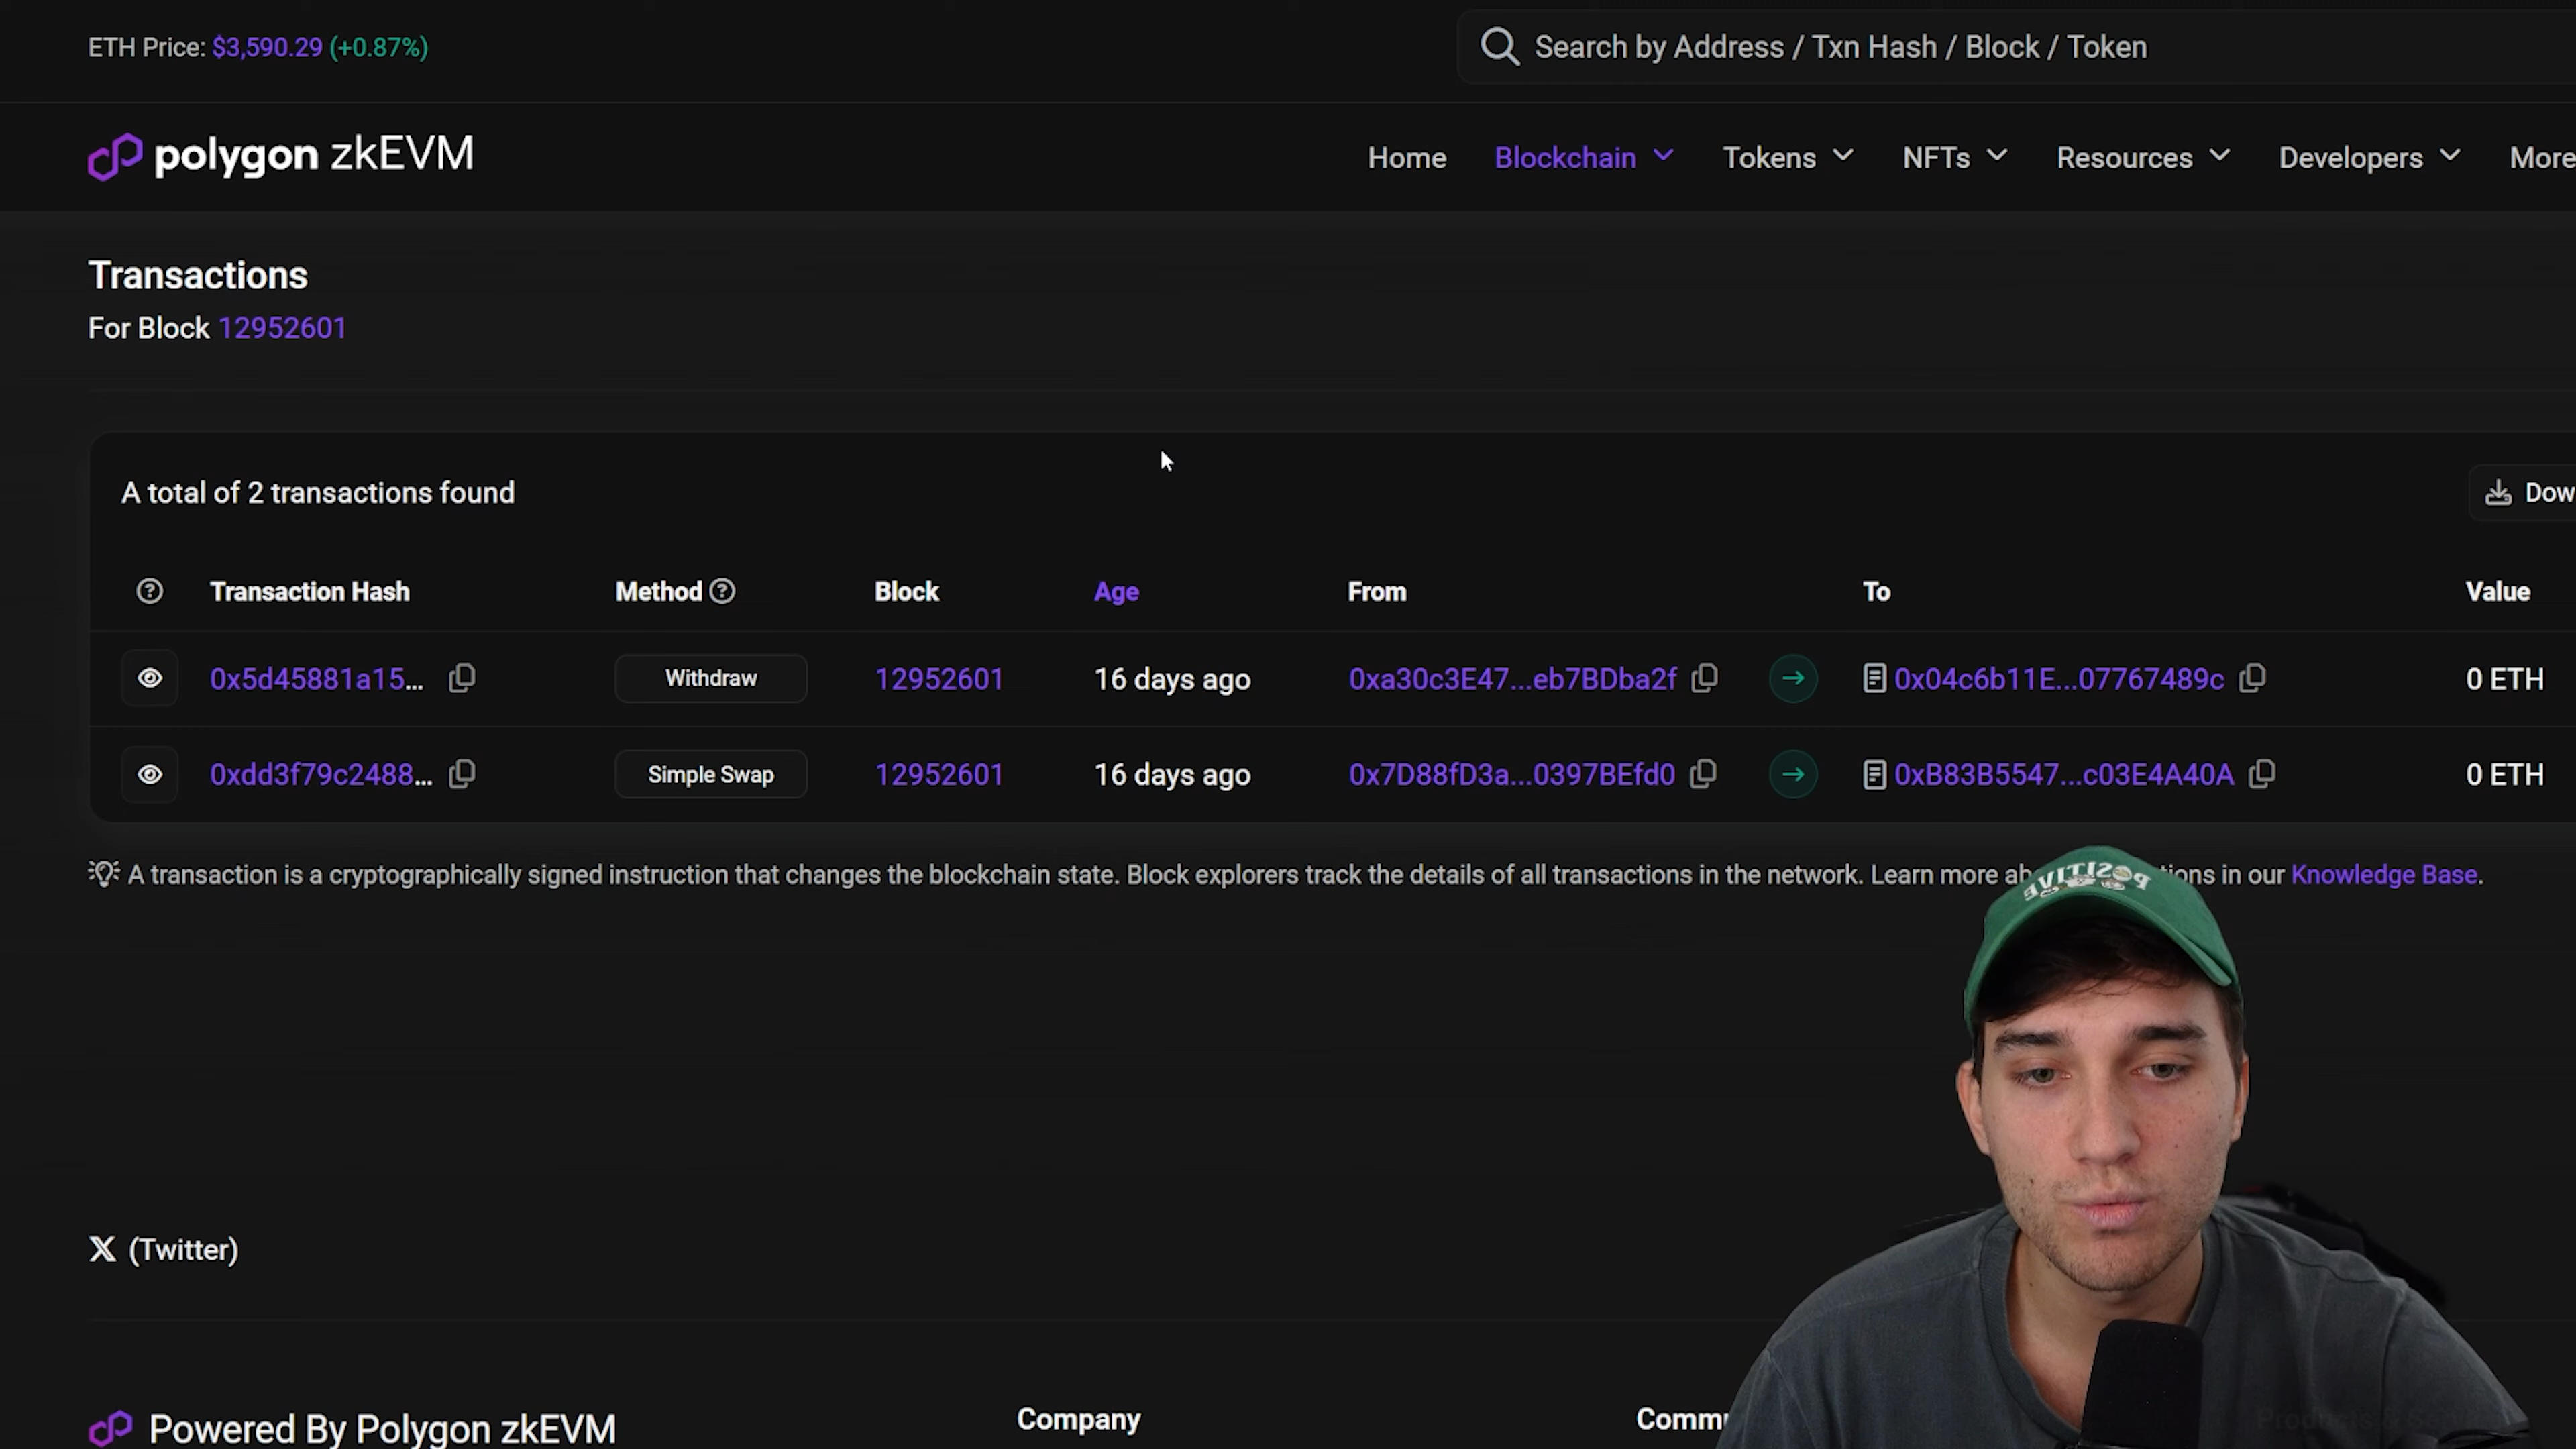 ETH Price: $3,590.29 (+0.87%)
Search by Address / Txn Hash / Block / Token
polygon zkEVM
Home Blockchain Tokens NFTs Resources Developers More
Transactions
For Block 12952601
A total of 2 transactions found
Dow
Transaction Hash Method Block Age From To Value
0x5d45881a15... Withdraw 12952601 16 days ago 0xa30c3E47...eb7BDba2f 0x04c6b11E...07767489c 0 ETH
0xdd3f79c2488... Simple Swap 12952601 16 days ago 0x7D88fD3a...0397BEfd0 0xB83B5547...c03E4A40A 0 ETH
A transaction is a cryptographically signed instruction that changes the blockchain state. Block explorers track the details of all transactions in the network. Learn more ab tions in our Knowledge Base.
POSITIVE
X (Twitter)
Powered By Polygon zkEVM
Company
Commu